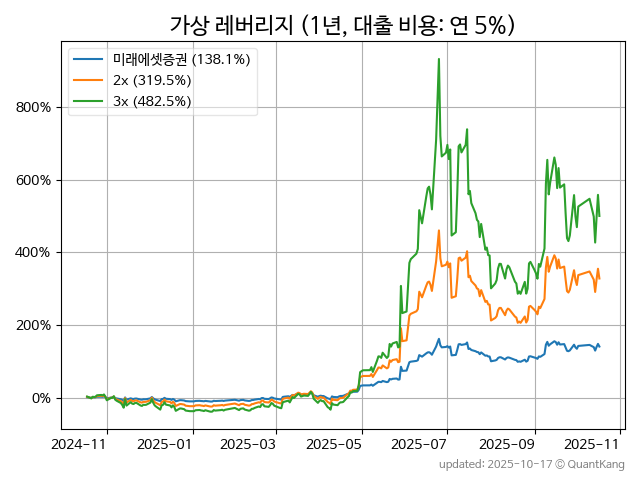 가상 레버리지 (1년, 대출 비용: 연 5%)
미래에셋증권 (138.1%)
2x (319.5%)
3x (482.5%)
800%
600%
400%
200%
0%
2024-11 2025-01 2025-03 2025-05 2025-07 2025-09 2025-11
updated: 2025-10-17 © QuantKang